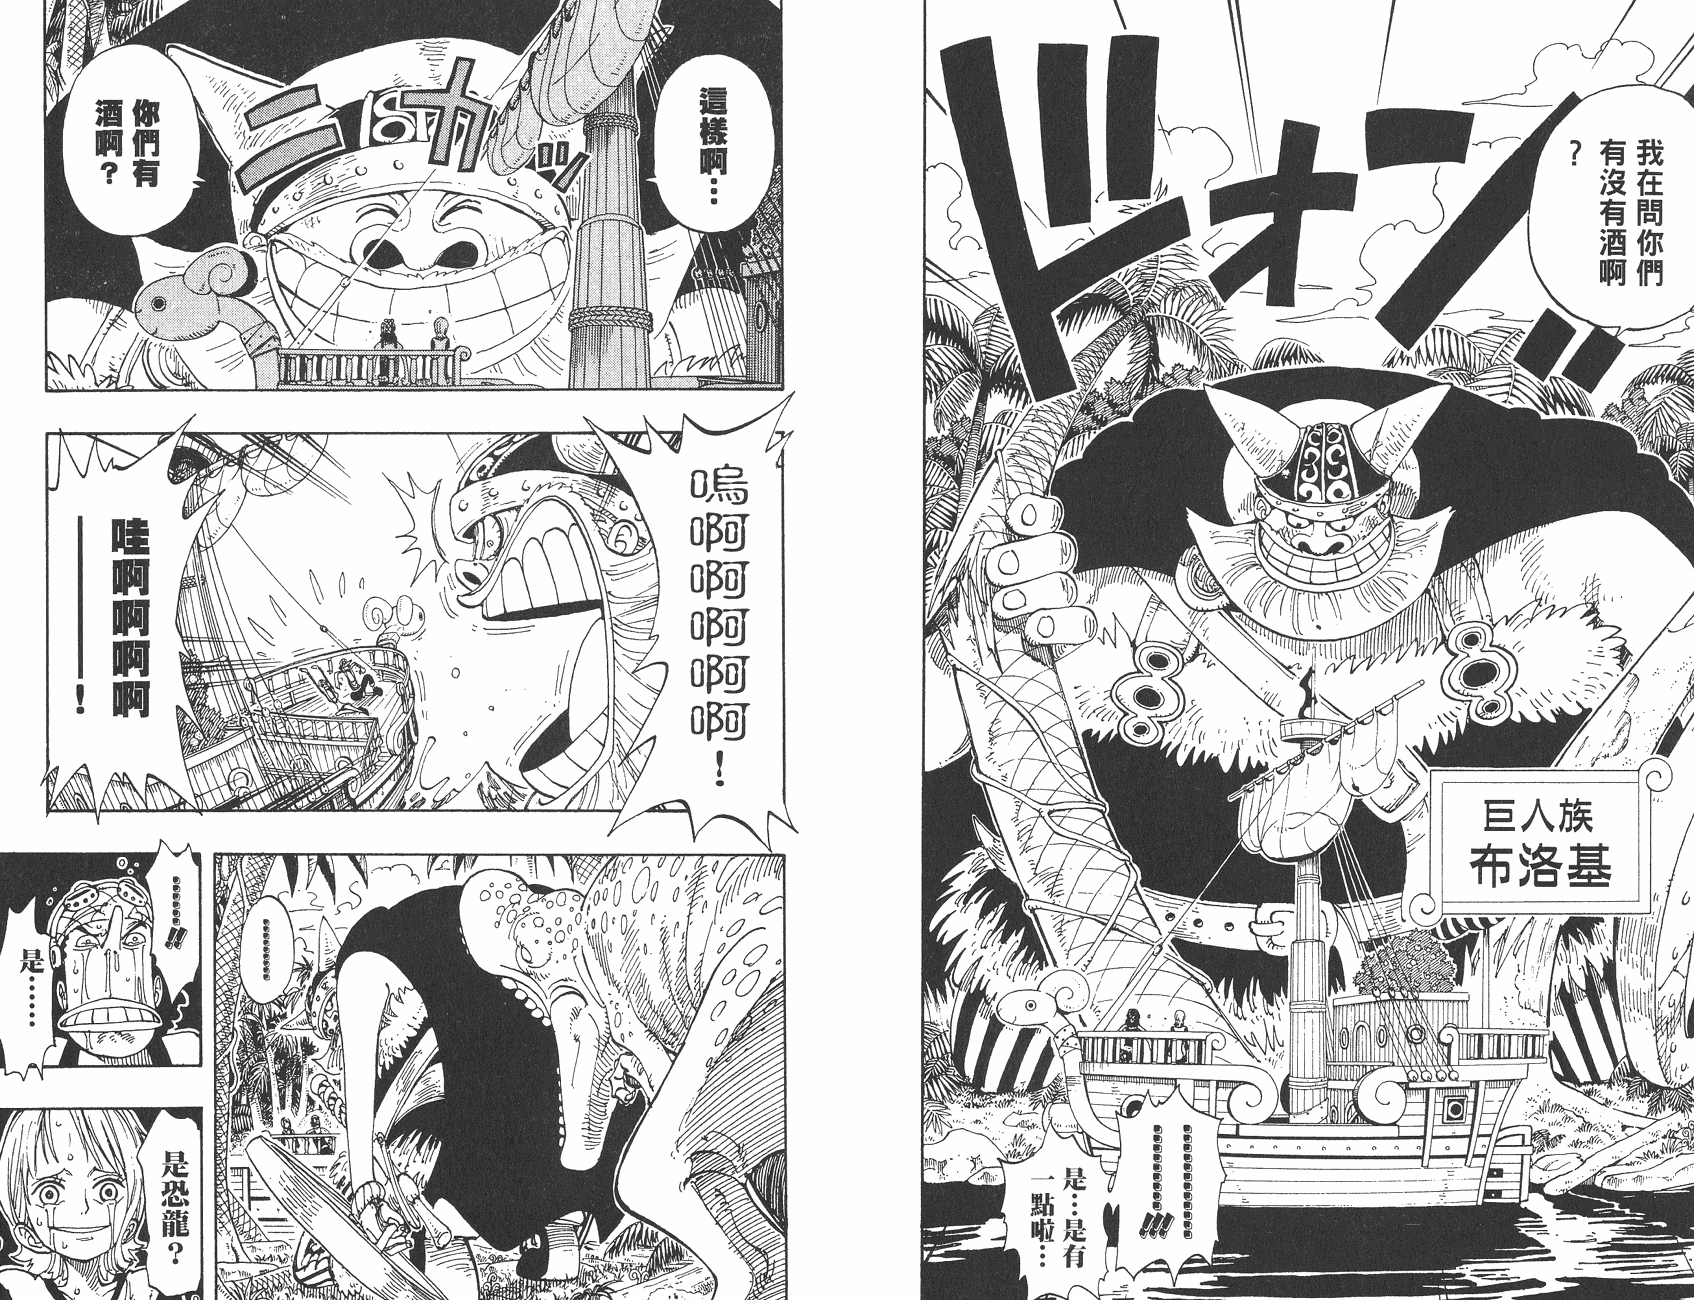 我在問你們
有沒有酒啊
?
ドオンッ
巨人族
布洛基
………!!!
是…是有
一點啦…
這樣啊…
ニカッ
你們有
酒啊?
嗚啊啊啊啊啊!
哇啊啊啊啊
——!
………
……!!
是……
是恐龍?